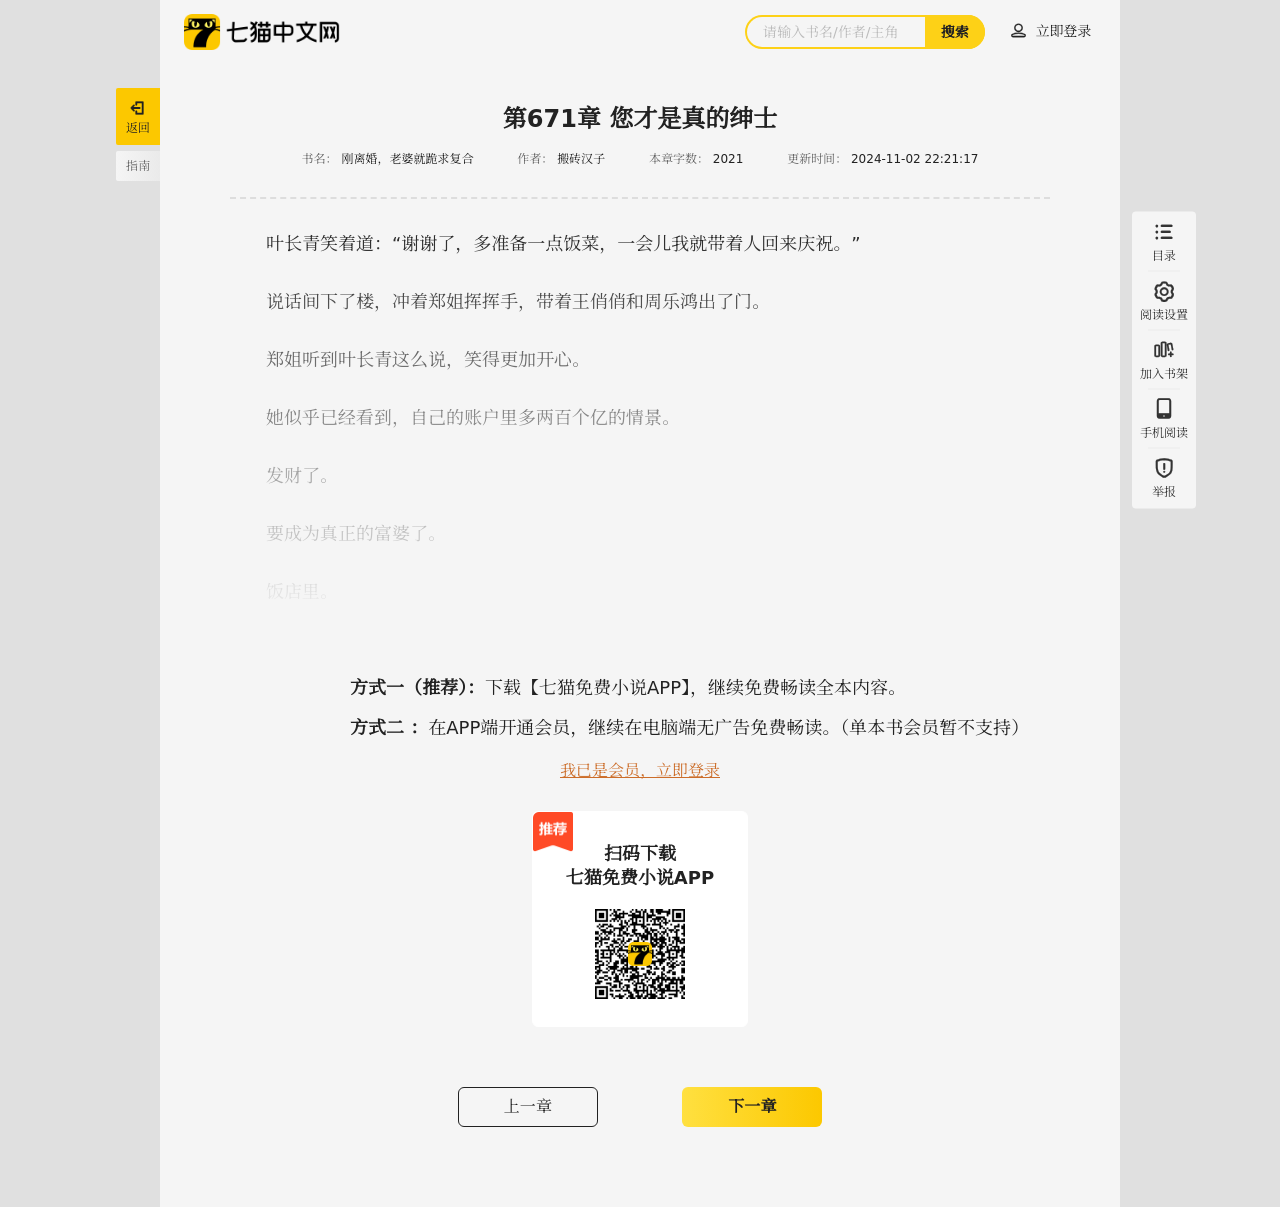 七猫中文网
请输入书名/作者/主角
搜索
立即登录
返回
指南
第671章 您才是真的绅士
书名： 刚离婚，老婆就跪求复合 作者： 搬砖汉子 本章字数： 2021 更新时间： 2024-11-02 22:21:17
叶长青笑着道：“谢谢了，多准备一点饭菜，一会儿我就带着人回来庆祝。”
说话间下了楼，冲着郑姐挥挥手，带着王俏俏和周乐鸿出了门。
郑姐听到叶长青这么说，笑得更加开心。
她似乎已经看到，自己的账户里多两百个亿的情景。
发财了。
要成为真正的富婆了。
饭店里。
目录
阅读设置
加入书架
手机阅读
举报
方式一（推荐）：下载【七猫免费小说APP】，继续免费畅读全本内容。
方式二 ：在APP端开通会员，继续在电脑端无广告免费畅读。（单本书会员暂不支持）
我已是会员，立即登录
推荐
扫码下载
七猫免费小说APP
上一章
下一章